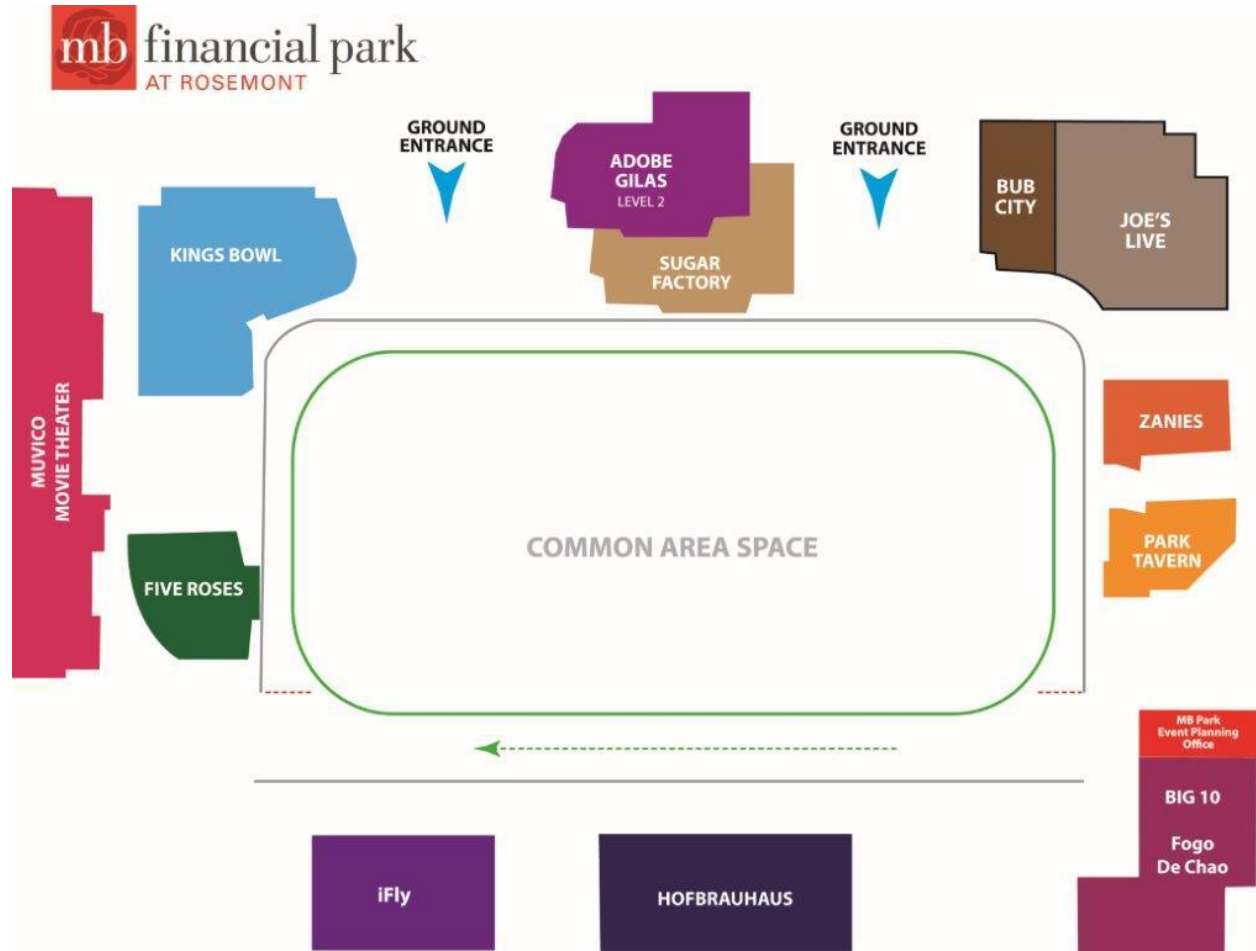 mb financial park
AT ROSEMONT
GROUND
ENTRANCE
ADOBE
GILAS
LEVEL 2
GROUND
ENTRANCE
BUB
CITY
JOE'S
LIVE
KINGS BOWL
SUGAR
FACTORY
MUVICO
MOVIE THEATER
ZANIES
COMMON AREA SPACE
PARK
TAVERN
FIVE ROSES
MB Park
Event Planning
Office
BIG 10
Fogo
De Chao
iFly
HOFBRAUHAUS